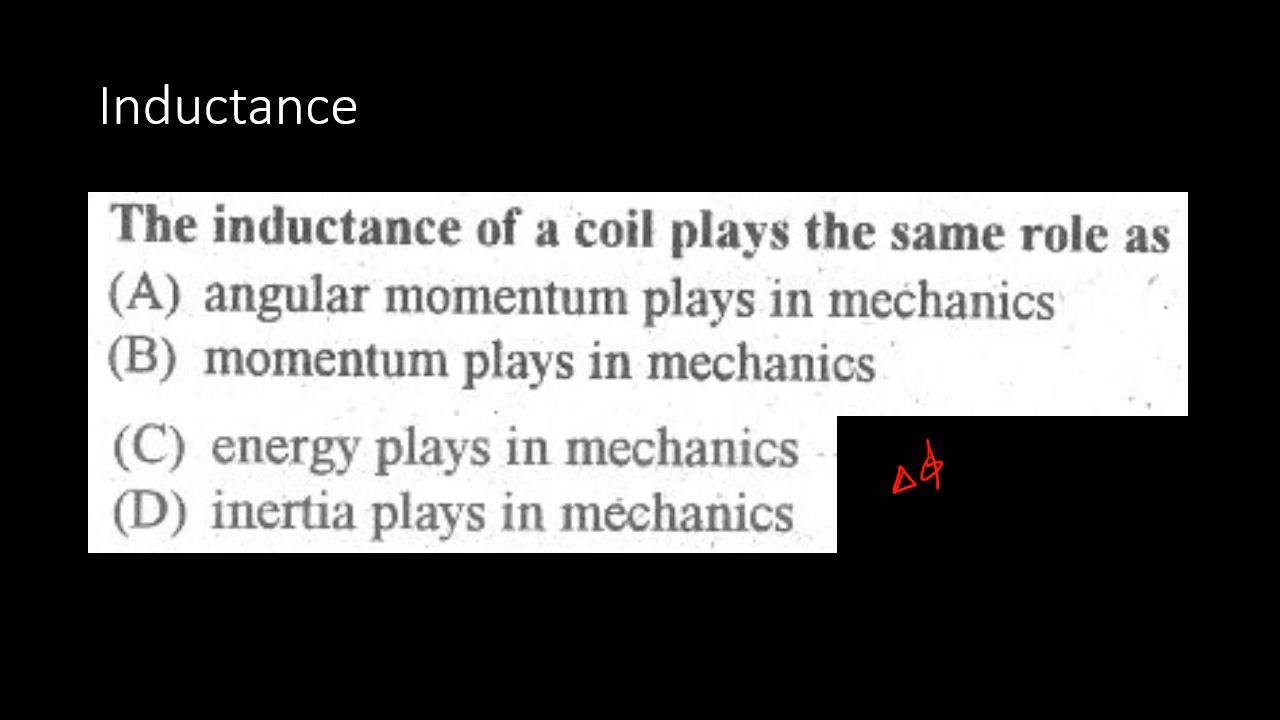 Inductance
The inductance of a coil plays the same role as
(A) angular momentum plays in mechanics
(B) momentum plays in mechanics
(C) energy plays in mechanics
(D) inertia plays in mechanics
Δϕ